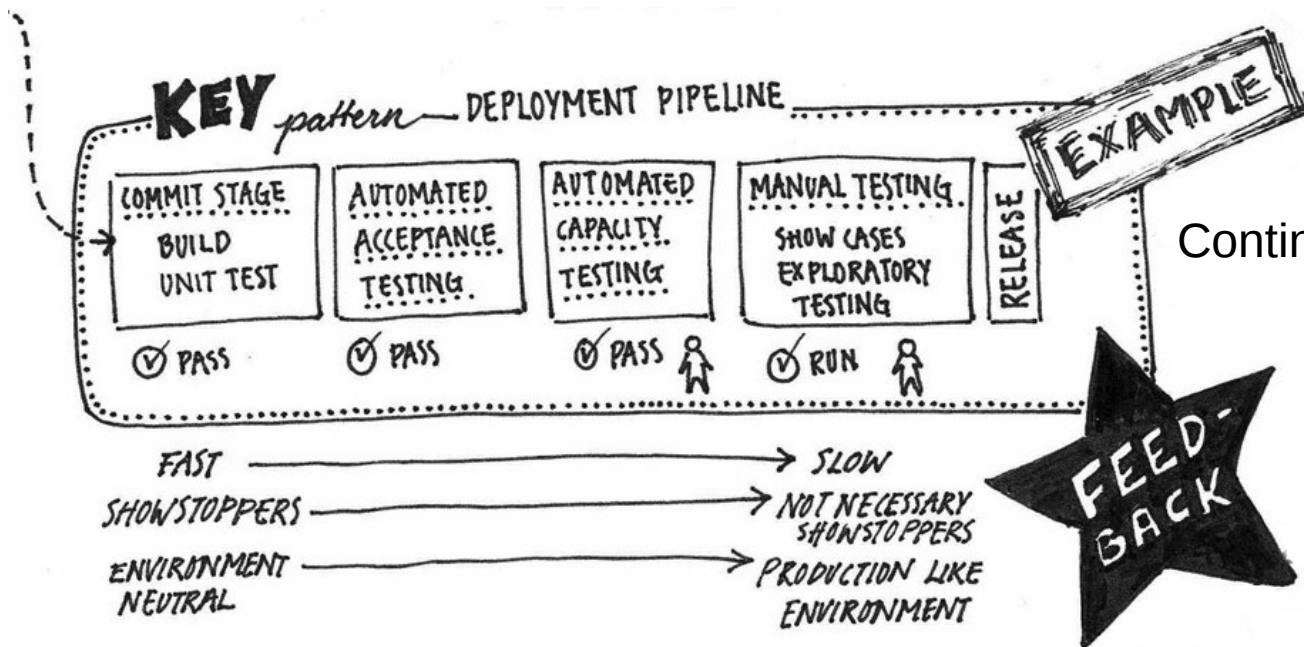 KEY pattern DEPLOYMENT PIPELINE
EXAMPLE
COMMIT STAGE
BUILD
UNIT TEST
PASS
AUTOMATED
ACCEPTANCE
TESTING
PASS
AUTOMATED
CAPACITY
TESTING
PASS
MANUAL TESTING
SHOW CASES
EXPLORATORY
TESTING
RUN
RELEASE
Contin
FAST SLOW
SHOWSTOPPERS NOT NECESSARY
SHOWSTOPPERS
ENVIRONMENT
NEUTRAL
PRODUCTION LIKE
ENVIRONMENT
FEED-
BACK